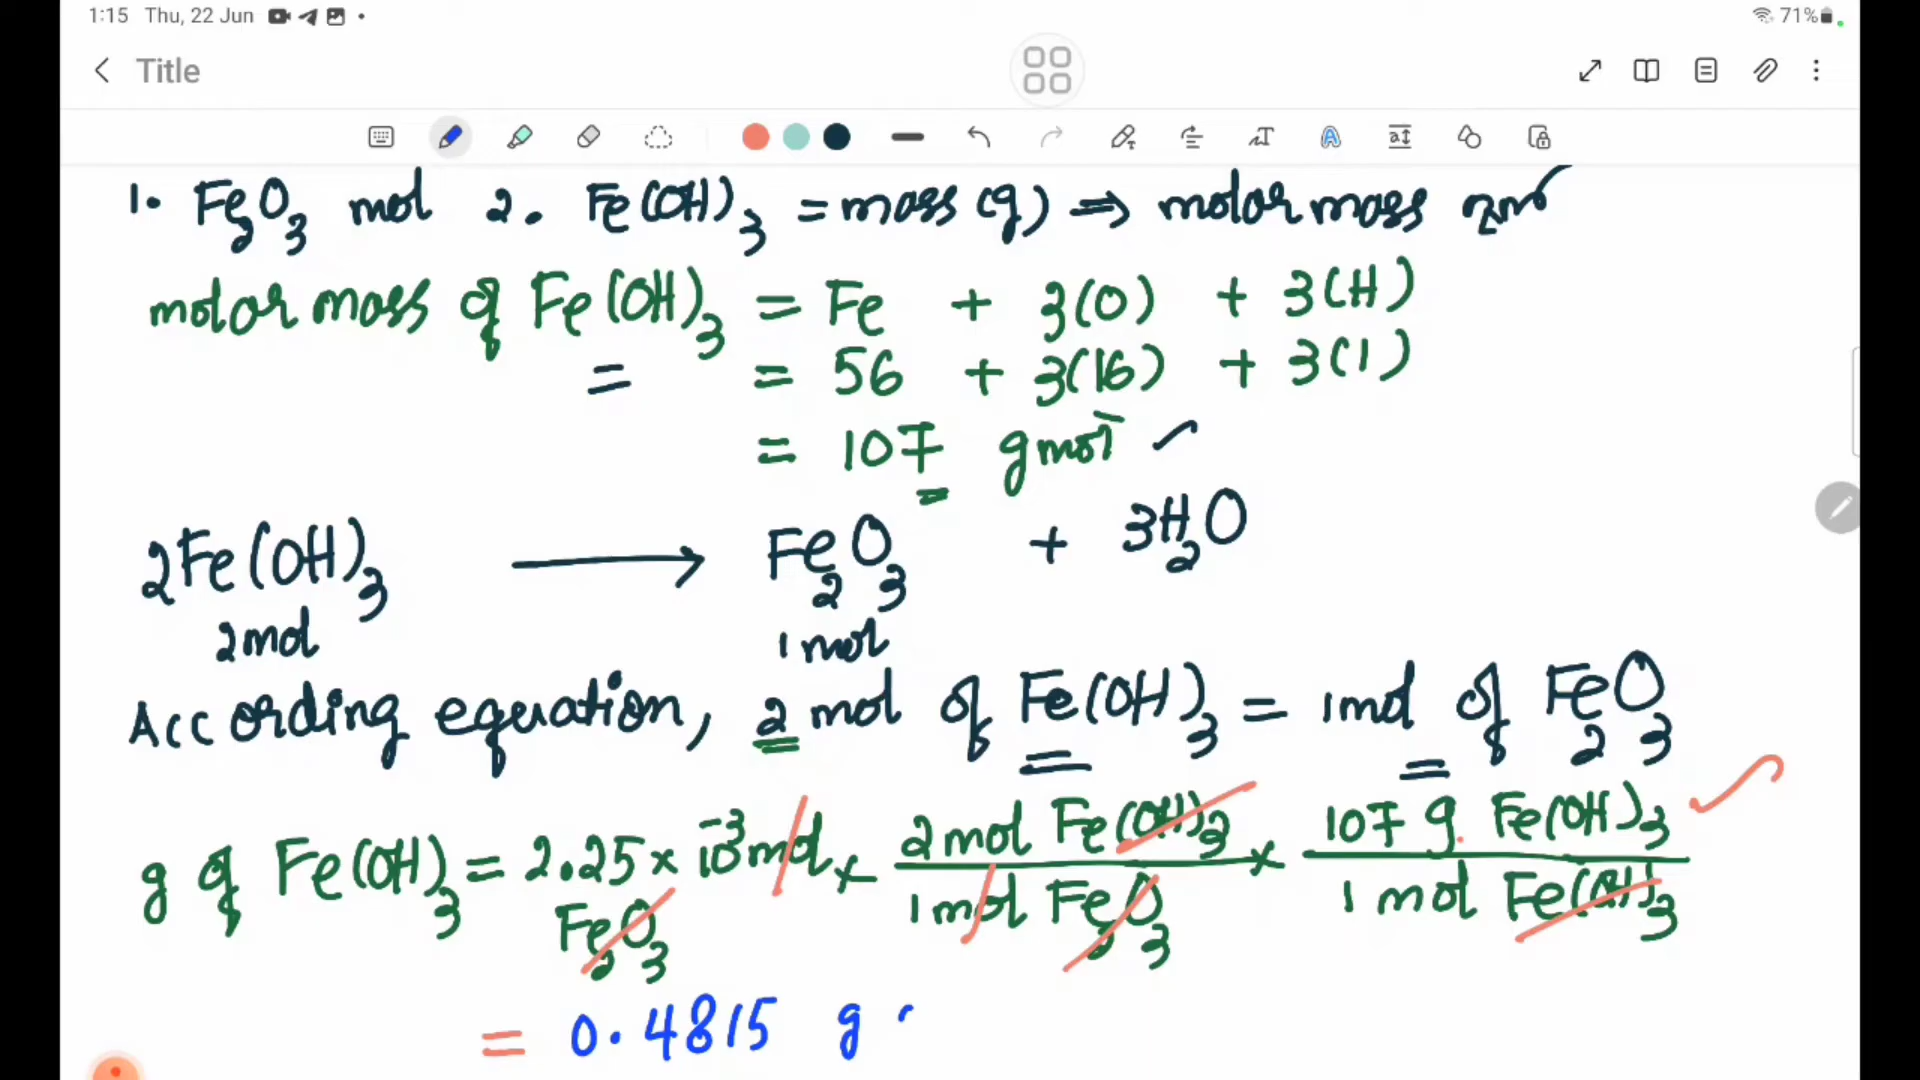 1:15 Thu, 22 Jun
71%
Title
1. Fe₂O₃ mol 2. Fe(OH)₃ = mass (g) ⇒ molar mass
molar mass of Fe(OH)₃ = Fe + 3(O) + 3(H)
= = 56 + 3(16) + 3(1)
= 107 gmol⁻
2Fe(OH)₃ ⟶ Fe₂O₃ + 3H₂O
2mol 1 mol
According equation, 2 mol of Fe(OH)₃ = 1mol of Fe₂O₃
g of Fe(OH)₃ = 2.25 × 10⁻³ mol Fe₂O₃ × 2 mol Fe(OH)₃ / 1 mol Fe₂O₃ × 107 g Fe(OH)₃ / 1 mol Fe(OH)₃
= 0.4815 g